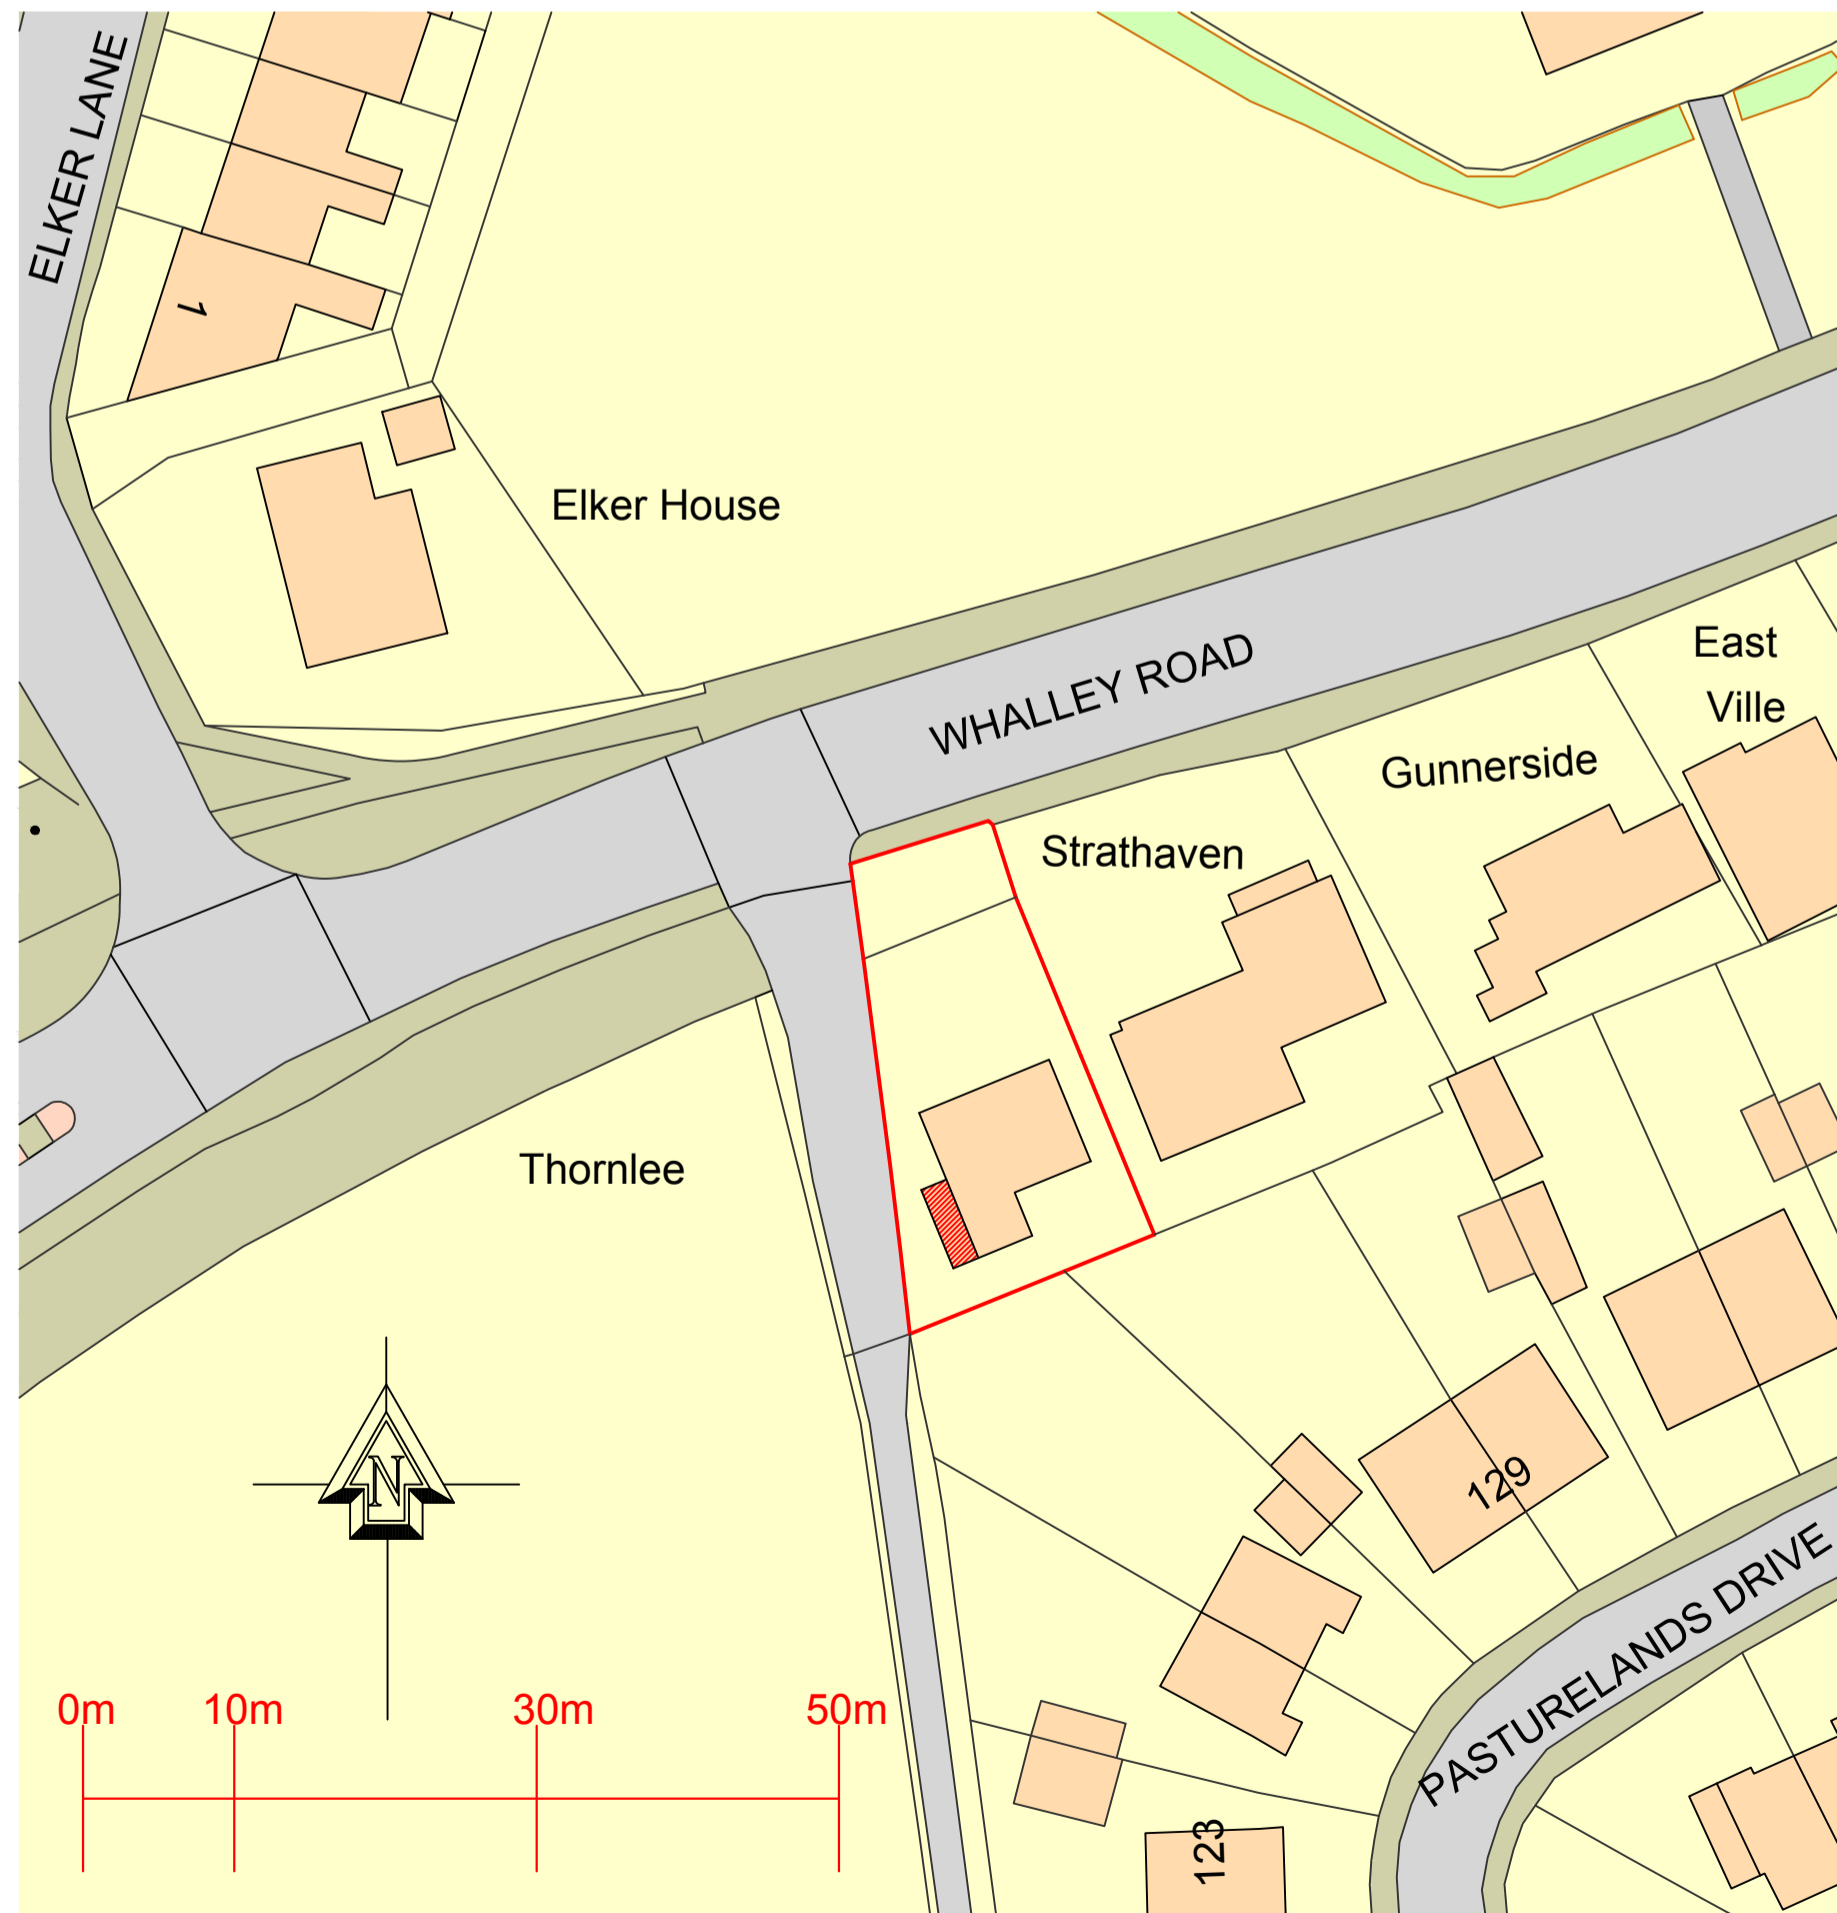 ELKER LANE
1
Elker House
WHALLEY ROAD
East
Ville
Gunnerside
Strathaven
Thornlee
N
129
PASTURELANDS DRIVE
0m 10m 30m 50m
123